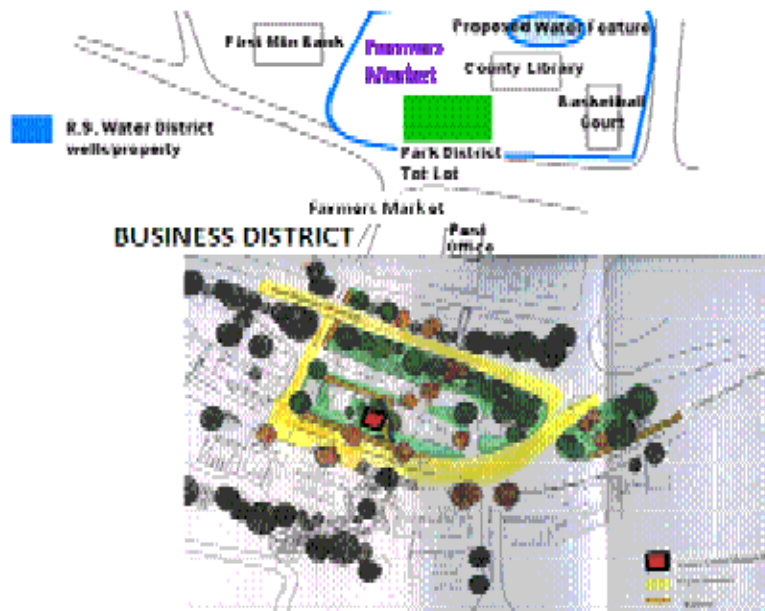 Proposed Water Feature
First Mtn Bank
Farmers
Market
County Library
Basketball
Court
R.S. Water District
wells/property
Park District
Tot Lot
Farmers Market
BUSINESS DISTRICT
Post
Office